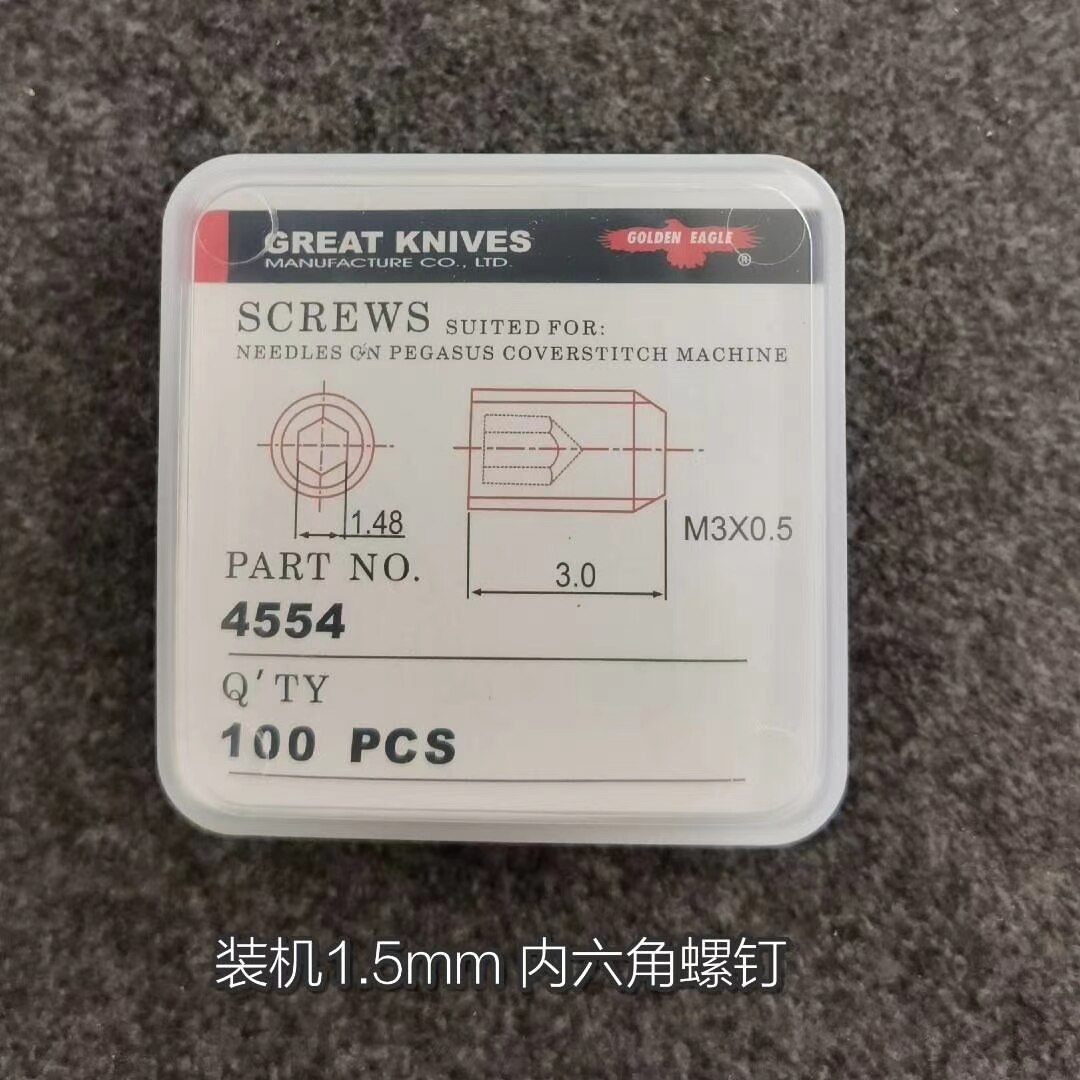 GREAT KNIVES
MANUFACTURE CO., LTD.
GOLDEN EAGLE
®
SCREWS SUITED FOR:
NEEDLES ON PEGASUS COVERSTITCH MACHINE
1.48
M3X0.5
3.0
PART NO.
4554
Q'TY
100 PCS
装机1.5mm 内六角螺钉